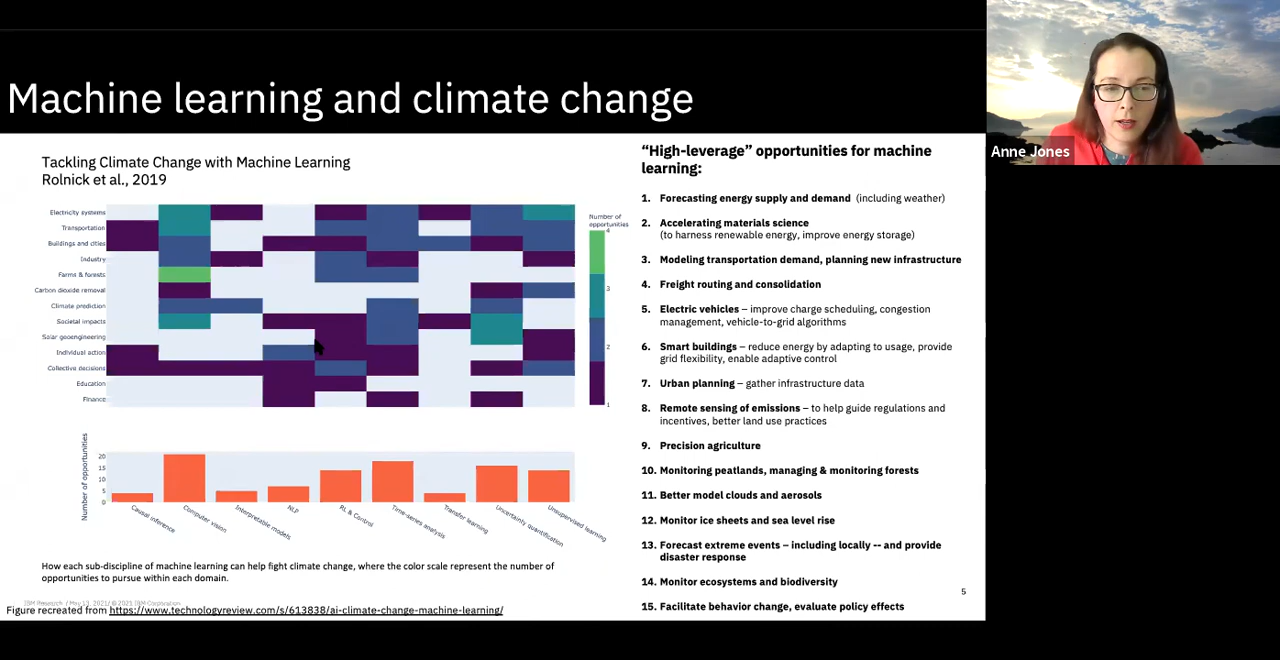 Machine learning and climate change
Anne Jones
Tackling Climate Change with Machine Learning
Rolnick et al., 2019
Electricity systems
Transportation
Buildings and cities
Industry
Farms & forests
Carbon dioxide removal
Climate prediction
Societal impacts
Solar geoengineering
Individual action
Collective decisions
Education
Finance
Number of
opportunities
4
3
2
1
Number of opportunities
20
15
10
5
0
Causal inference
Computer vision
Interpretable models
NLP
RL & Control
Time-series analysis
Transfer learning
Uncertainty quantification
Unsupervised learning
How each sub-discipline of machine learning can help fight climate change, where the color scale represent the number of
opportunities to pursue within each domain.
IBM Research / May 13, 2021/ © 2021 IBM Corporation
Figure recreated from https://www.technologyreview.com/s/613838/ai-climate-change-machine-learning/
“High-leverage” opportunities for machine
learning:
1. Forecasting energy supply and demand (including weather)
2. Accelerating materials science
(to harness renewable energy, improve energy storage)
3. Modeling transportation demand, planning new infrastructure
4. Freight routing and consolidation
5. Electric vehicles – improve charge scheduling, congestion
management, vehicle-to-grid algorithms
6. Smart buildings – reduce energy by adapting to usage, provide
grid flexibility, enable adaptive control
7. Urban planning – gather infrastructure data
8. Remote sensing of emissions – to help guide regulations and
incentives, better land use practices
9. Precision agriculture
10. Monitoring peatlands, managing & monitoring forests
11. Better model clouds and aerosols
12. Monitor ice sheets and sea level rise
13. Forecast extreme events – including locally -- and provide
disaster response
14. Monitor ecosystems and biodiversity
15. Facilitate behavior change, evaluate policy effects
5